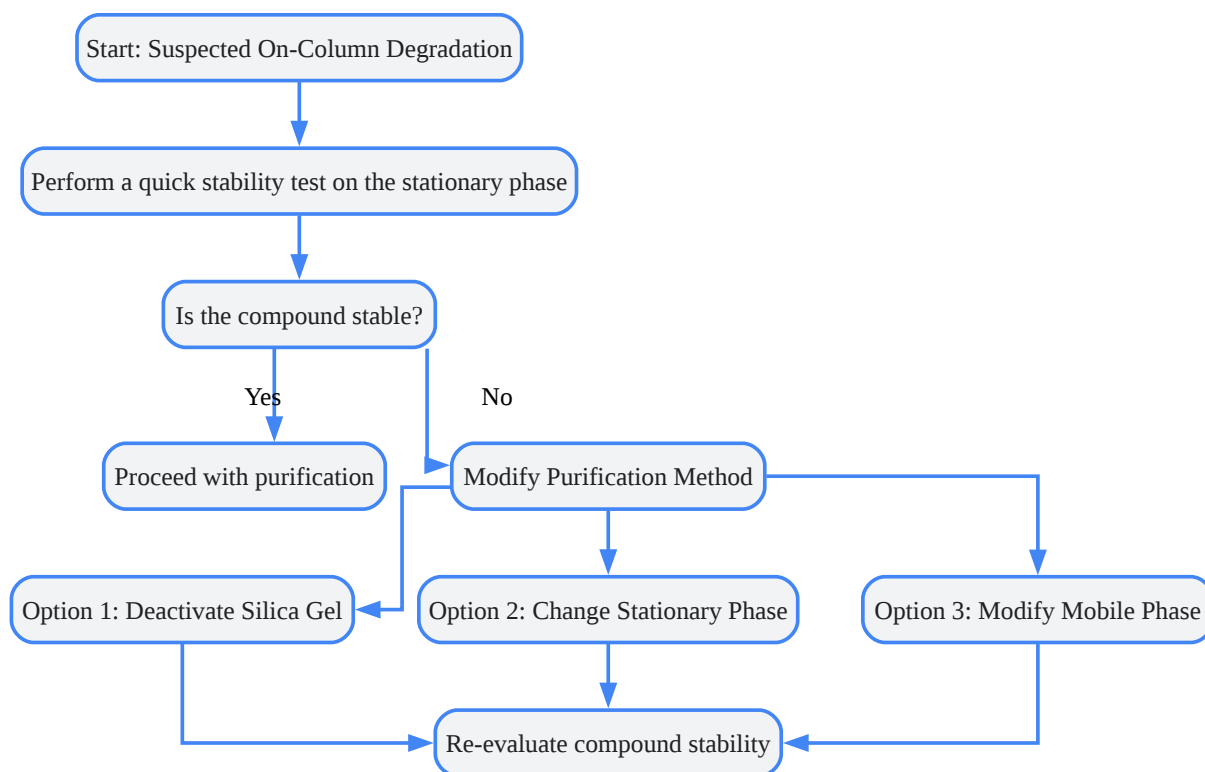 Start: Suspected On-Column Degradation
Perform a quick stability test on the stationary phase
Is the compound stable?
Yes
No
Proceed with purification
Modify Purification Method
Option 1: Deactivate Silica Gel
Option 2: Change Stationary Phase
Option 3: Modify Mobile Phase
Re-evaluate compound stability